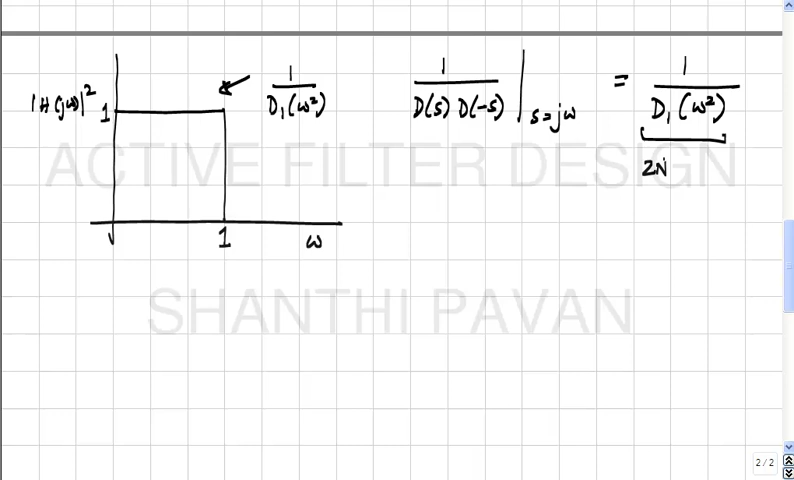 |H(jω)|²
1
1/D₁(ω²)
1
ω
1/D(s) D(-s) |s=jω = 1/D₁(ω²)
2N
ACTIVE FILTER DESIGN
SHANTHI PAVAN
2 / 2